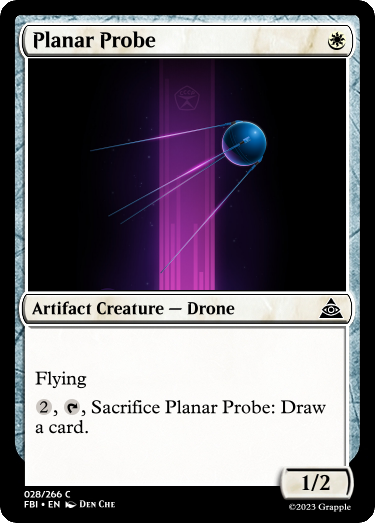 Planar Probe
Artifact Creature — Drone
Flying
2, , Sacrifice Planar Probe: Draw
a card.
1/2
028/266 C
FBI • EN Den Che
©2023 Grapple